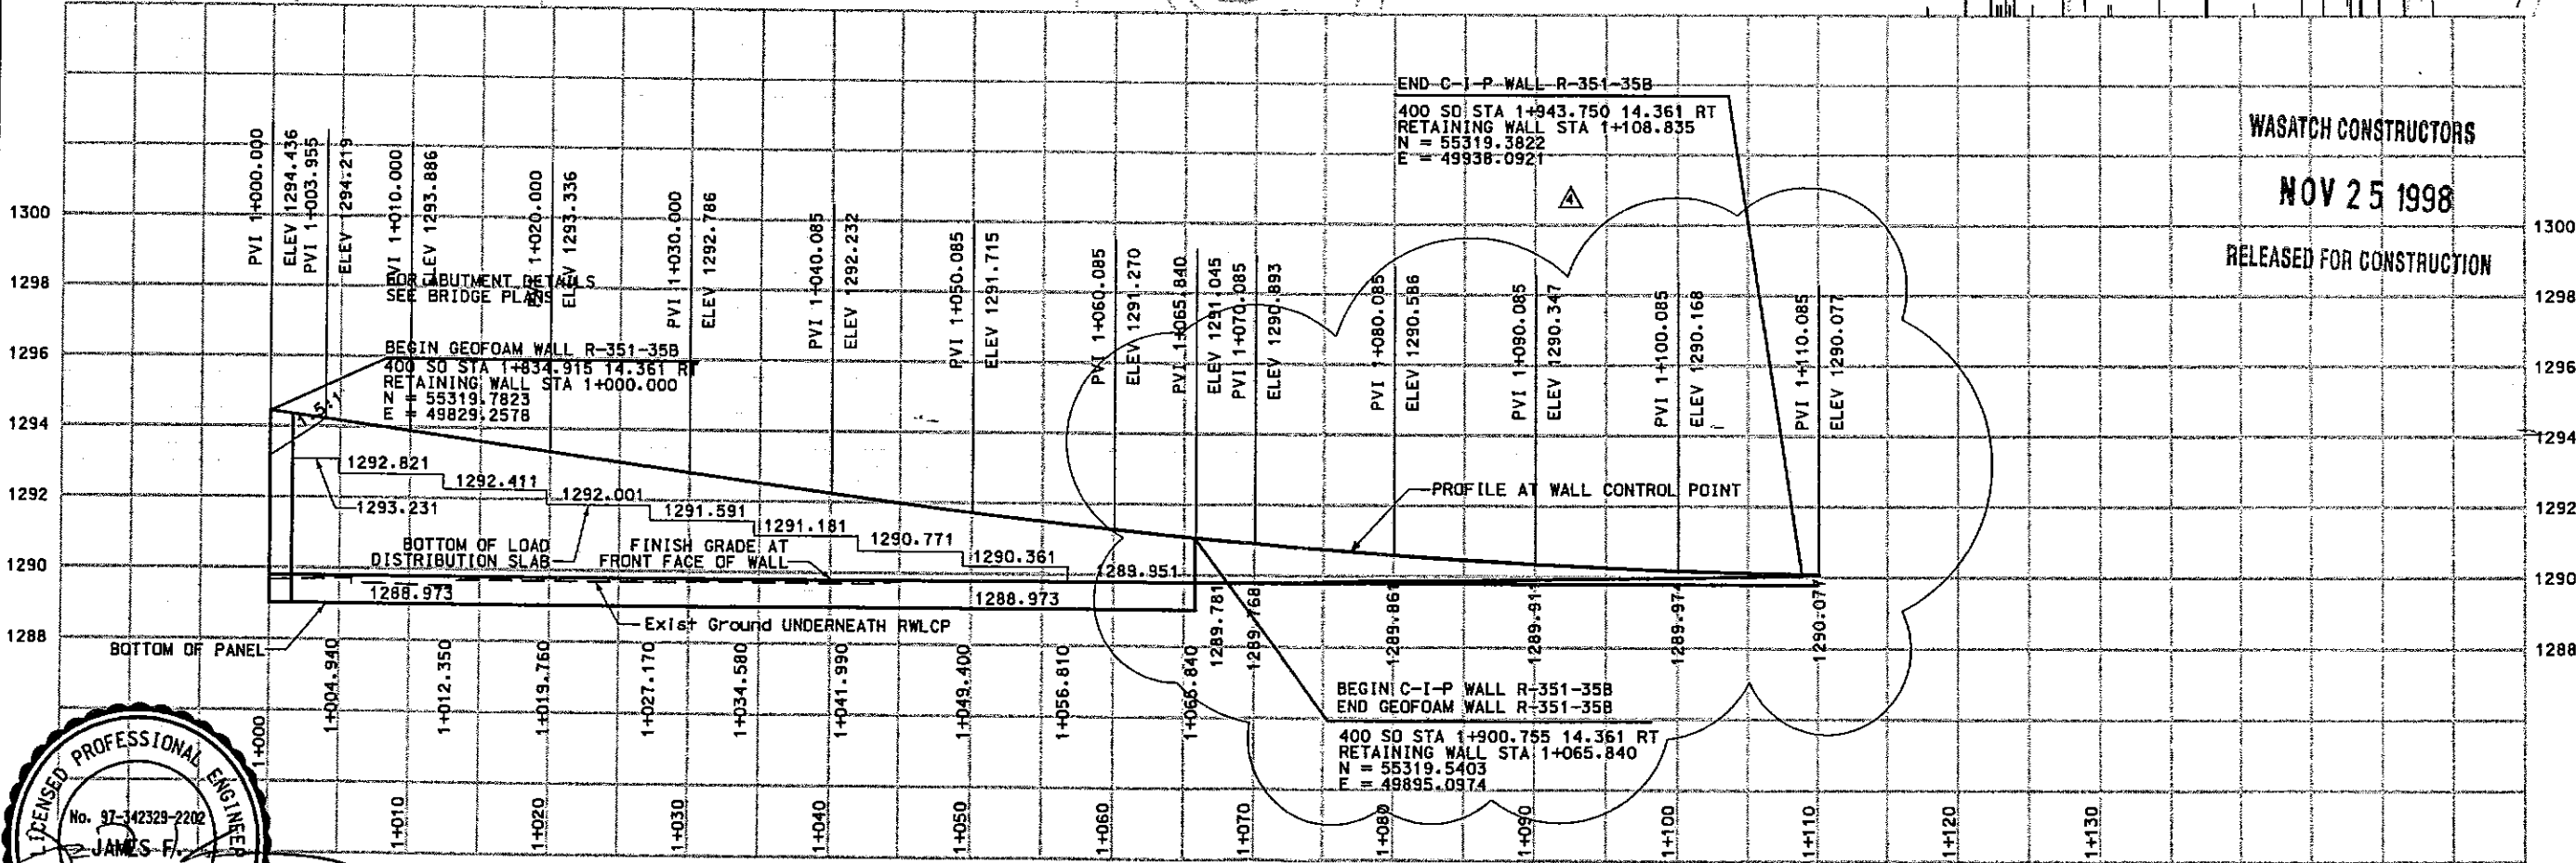 END C-I-P WALL R-351-35B
400 SO STA 1+943.750 14.361 RT
RETAINING WALL STA 1+108.835
N = 55319.3822
E = 49938.0921
4
WASATCH CONSTRUCTORS
NOV 25 1998
RELEASED FOR CONSTRUCTION
PVI 1+000.000
ELEV 1294.436
PVI 1+003.955
ELEV 1294.219
PVI 1+010.000
ELEV 1293.886
1+020.000
ELEV 1293.336
PVI 1+030.000
ELEV 1292.786
PVI 1+040.085
ELEV 1292.232
PVI 1+050.085
ELEV 1291.715
PVI 1+060.085
ELEV 1291.270
PVI 1+065.840
ELEV 1291.045
PVI 1+070.085
ELEV 1290.893
PVI 1+080.085
ELEV 1290.586
PVI 1+090.085
ELEV 1290.347
PVI 1+100.085
ELEV 1290.168
PVI 1+110.085
ELEV 1290.077
FOR ABUTMENT DETAILS
SEE BRIDGE PLANS
BEGIN GEOFOAM WALL R-351-35B
400 SO STA 1+834.915 14.361 RT
RETAINING WALL STA 1+000.000
N = 55319.7823
E = 49829.2578
1300
1298
1296
1294
1292
1290
1288
1300
1298
1296
1294
1292
1290
1288
1.5:1
1292.821
1292.411
1292.001
1291.591
1291.181
1290.771
1290.361
1289.951
1293.231
PROFILE AT WALL CONTROL POINT
BOTTOM OF LOAD
DISTRIBUTION SLAB
FINISH GRADE AT
FRONT FACE OF WALL
1288.973
1288.973
Exist Ground UNDERNEATH RWLCP
BOTTOM OF PANEL
1+000
1+004.940
1+012.350
1+019.760
1+027.170
1+034.580
1+041.990
1+049.400
1+056.810
1+065.840
1289.781
1289.768
1289.861
1289.91
1289.97
1290.07
BEGIN C-I-P WALL R-351-35B
END GEOFOAM WALL R-351-35B
400 SO STA 1+900.755 14.361 RT
RETAINING WALL STA 1+065.840
N = 55319.5403
E = 49895.0974
1+010
1+020
1+030
1+040
1+050
1+060
1+070
1+080
1+090
1+100
1+110
1+120
1+130
LICENSED PROFESSIONAL ENGINEER
No. 97-342329-2202
JAMES F.